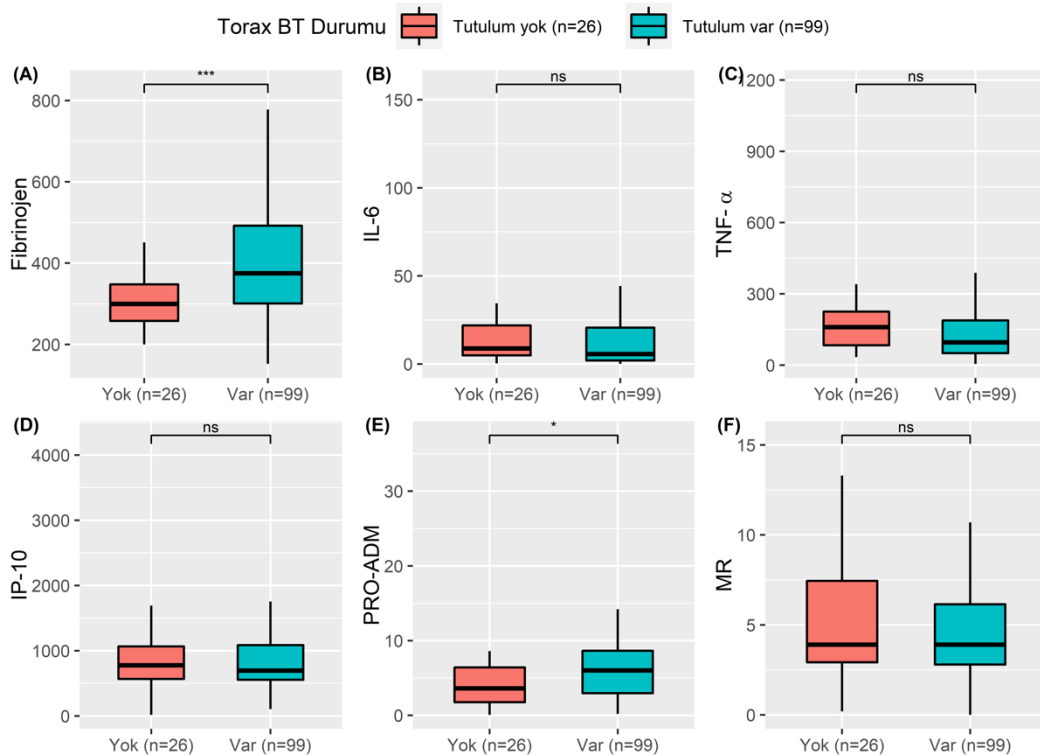 Torax BT Durumu Tutulum yok (n=26) Tutulum var (n=99)
(A)
***
Fibrinojen
800
600
400
200
Yok (n=26) Var (n=99)
(B)
ns
IL-6
150
100
50
0
Yok (n=26) Var (n=99)
(C)
ns
TNF- α
1200
900
600
300
0
Yok (n=26) Var (n=99)
(D)
ns
IP-10
4000
3000
2000
1000
0
Yok (n=26) Var (n=99)
(E)
*
PRO-ADM
30
20
10
0
Yok (n=26) Var (n=99)
(F)
ns
MR
15
10
5
0
Yok (n=26) Var (n=99)